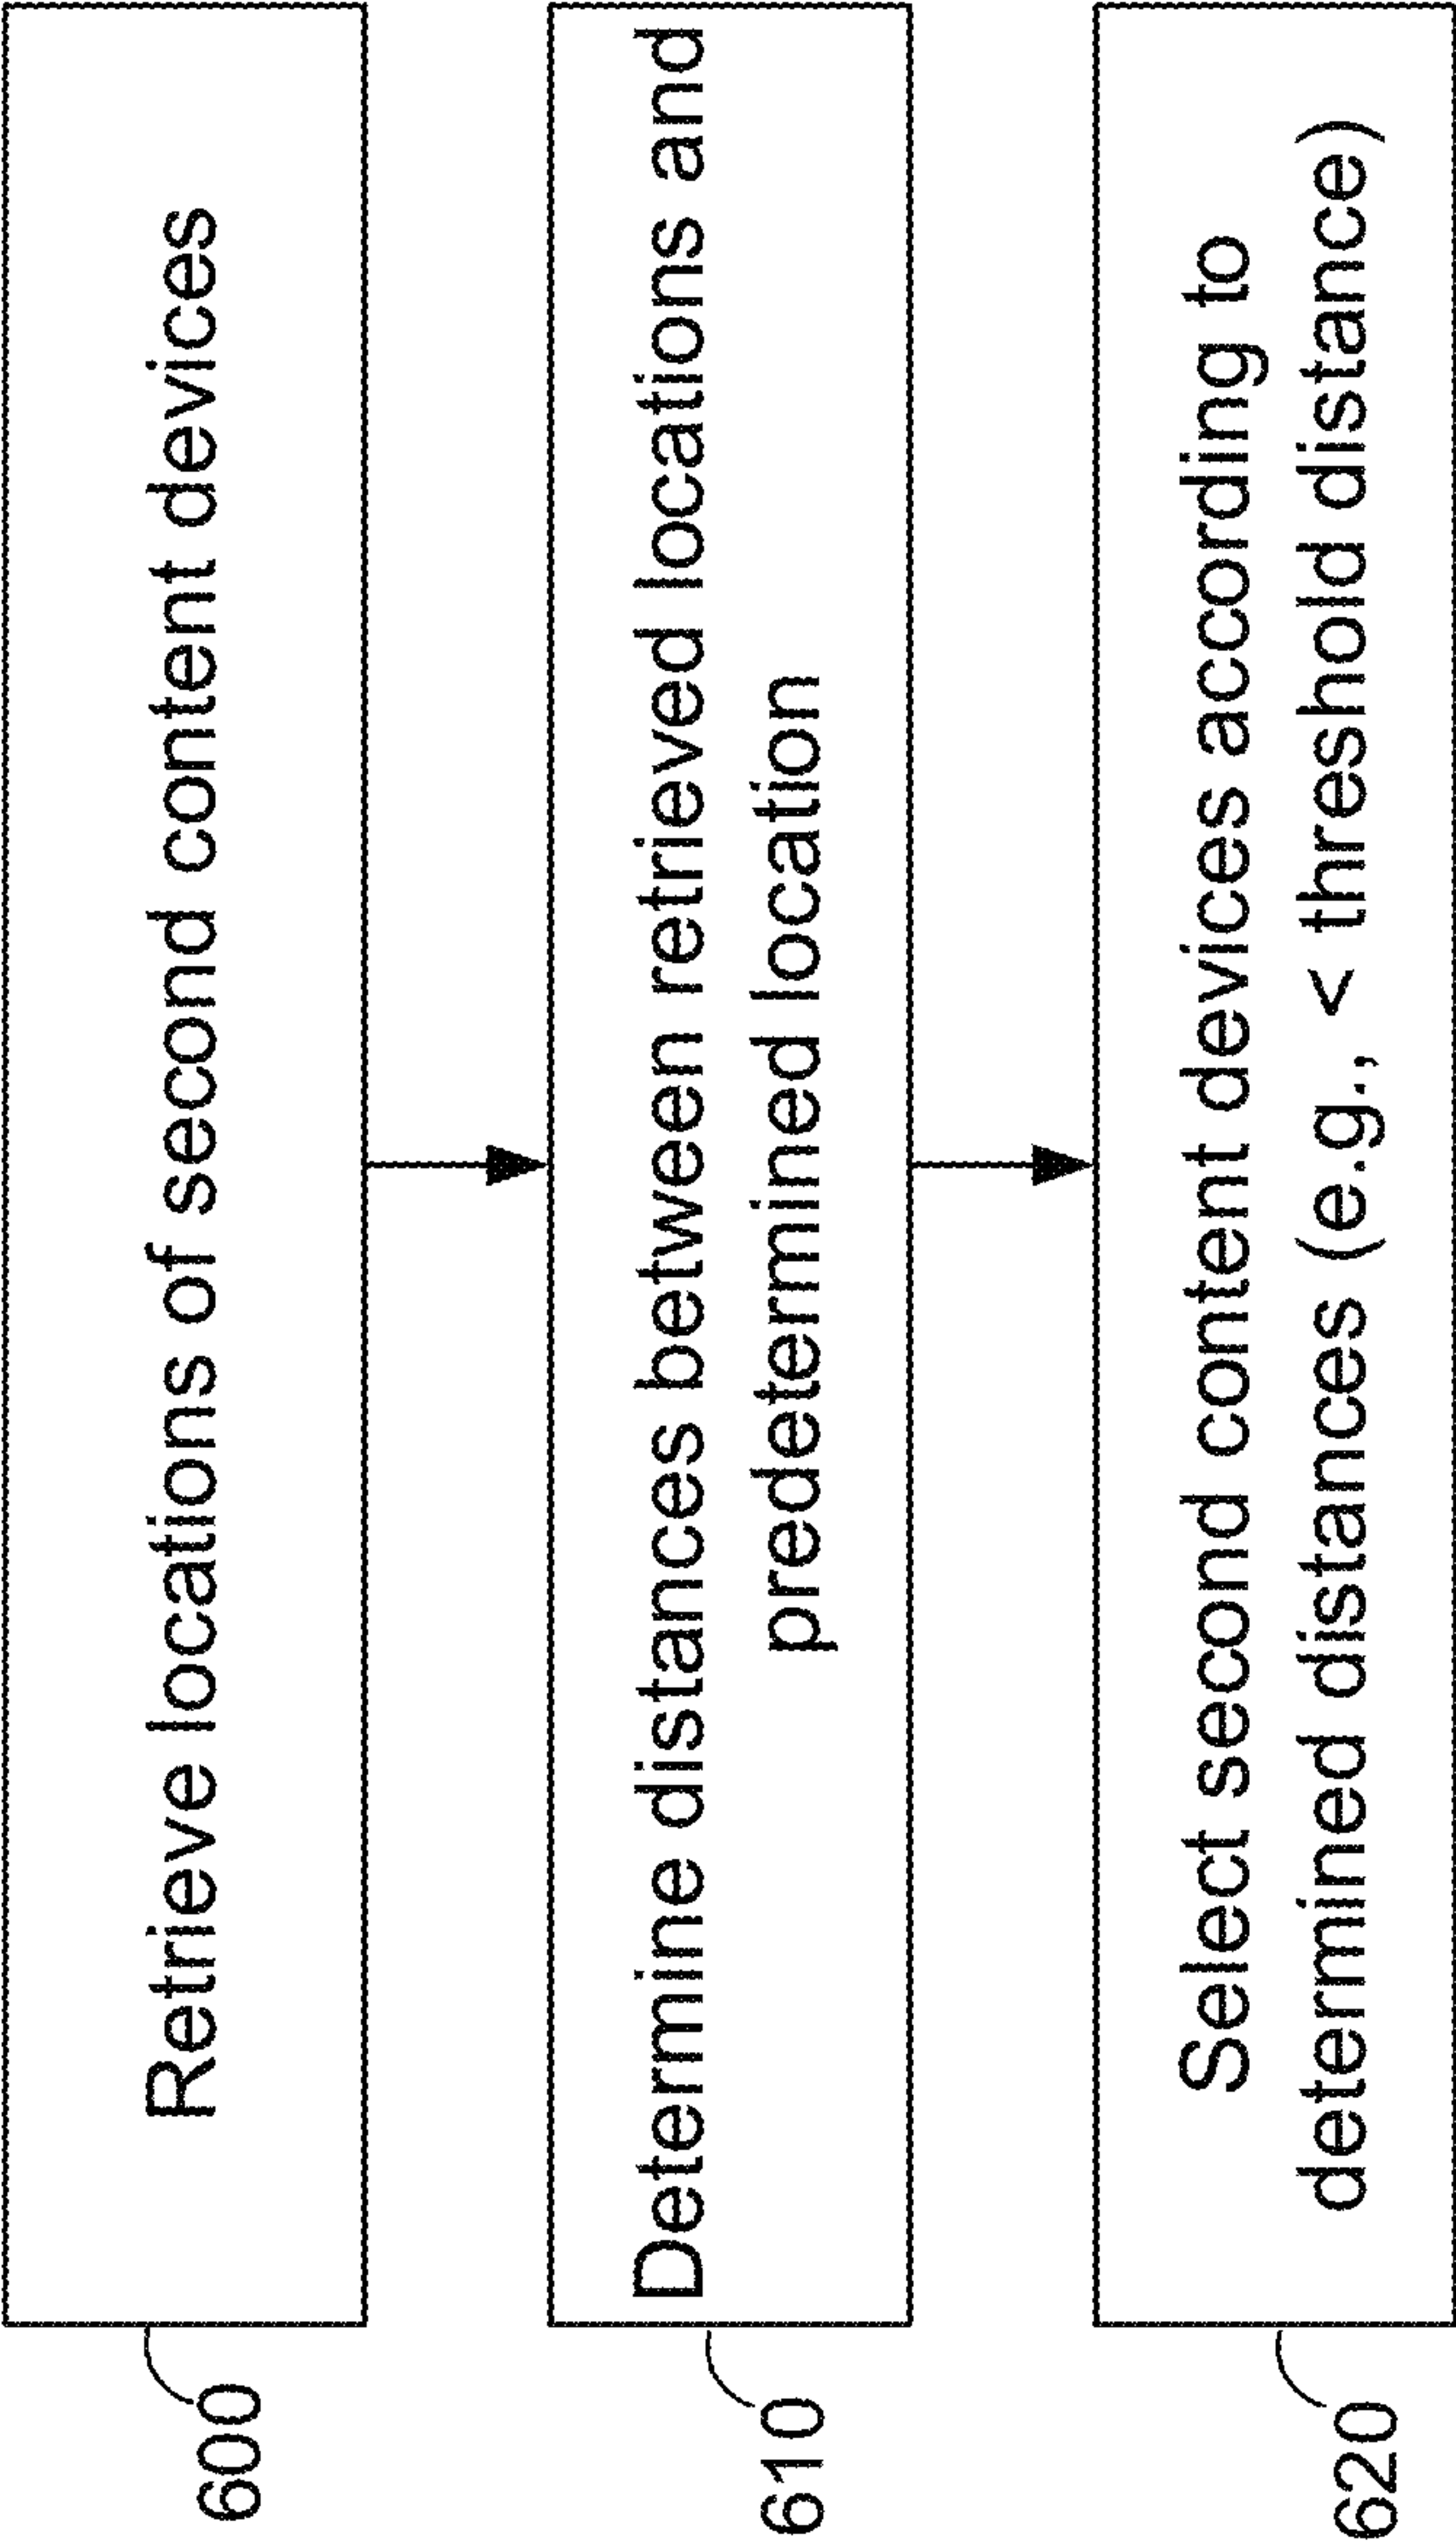 600
Retrieve locations of second content devices
610
Determine distances between retrieved locations and
predetermined location
620
Select second content devices according to
determined distances (e.g., < threshold distance)